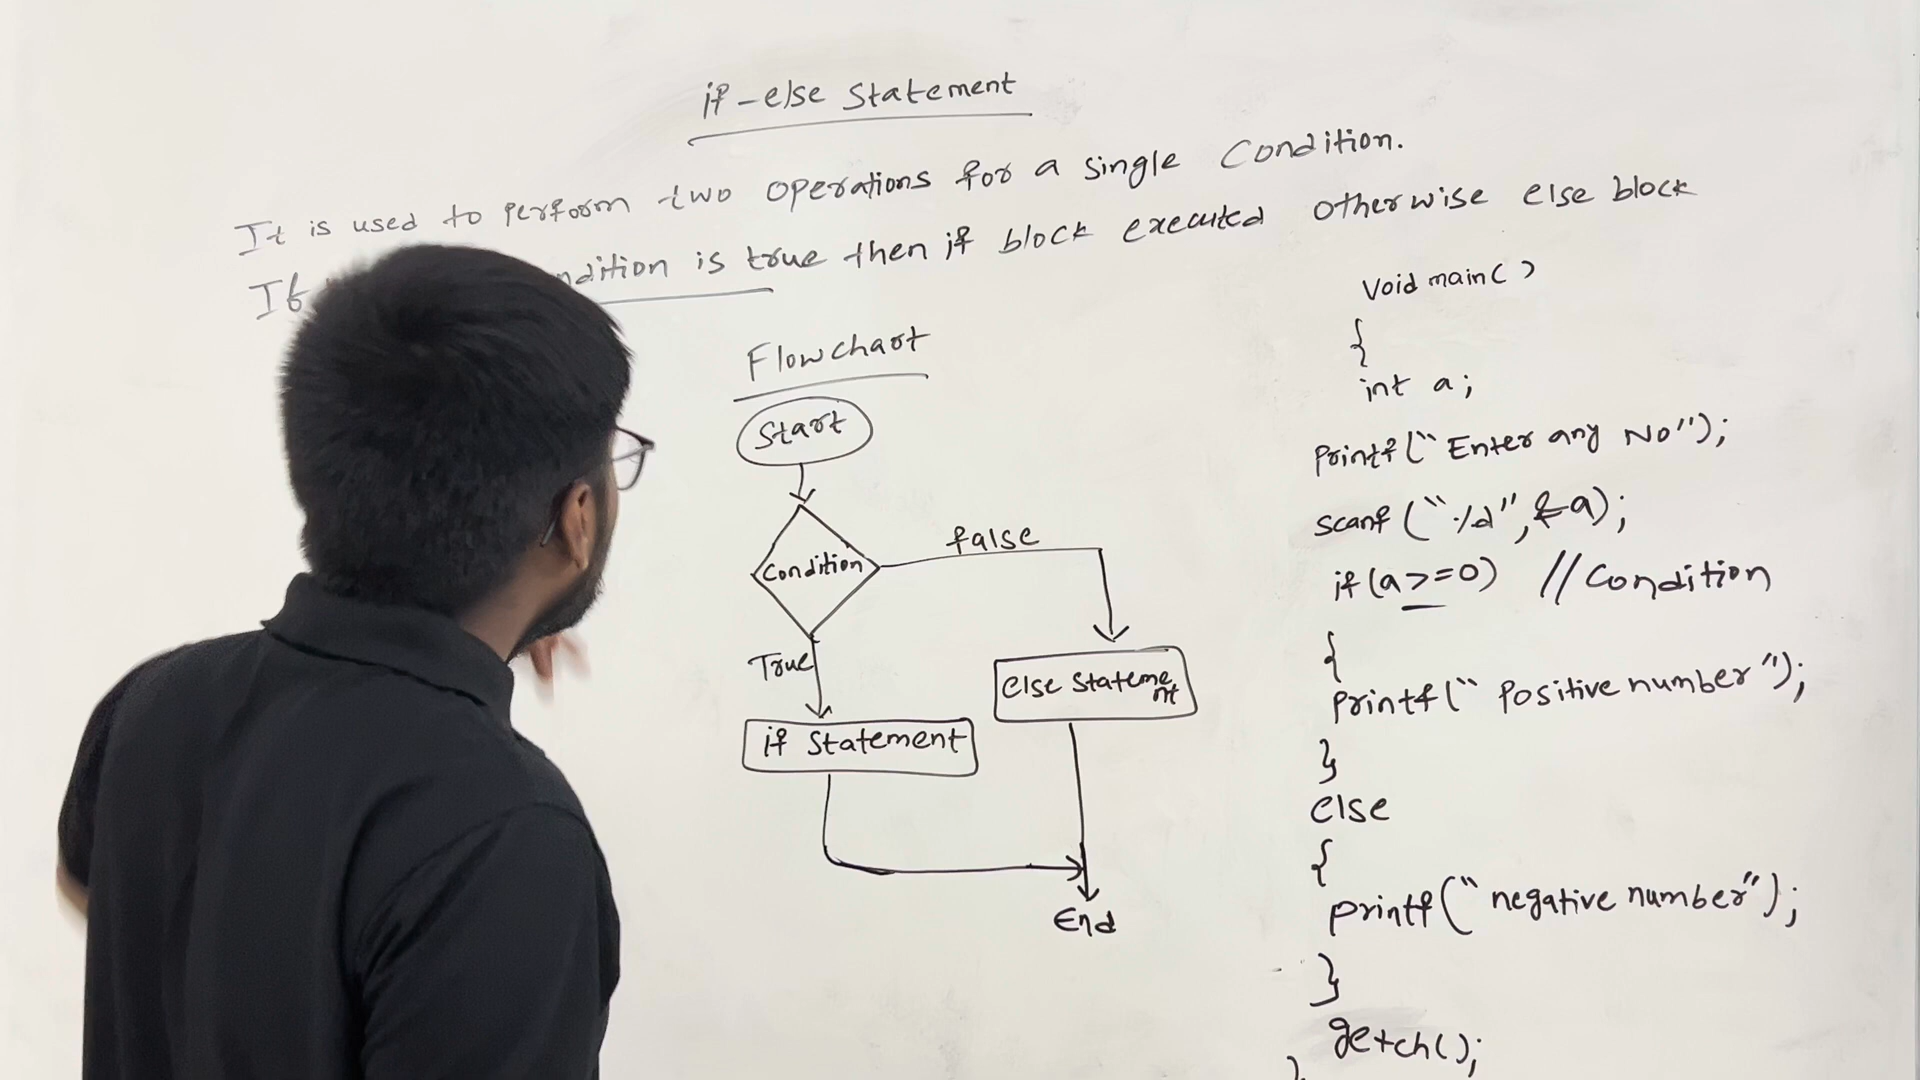 if-else Statement
It is used to perform two operations for a single Condition.
If condition is true then if block executed otherwise else block
Flowchart
Start
Condition
false
True
else statement
if Statement
End
Void main( )
{
int a;
printf("Enter any No");
scanf("%d",&a);
if(a>=0) //Condition
{
printf(" Positive number");
}
else
{
printf(" negative number");
}
getch();
}